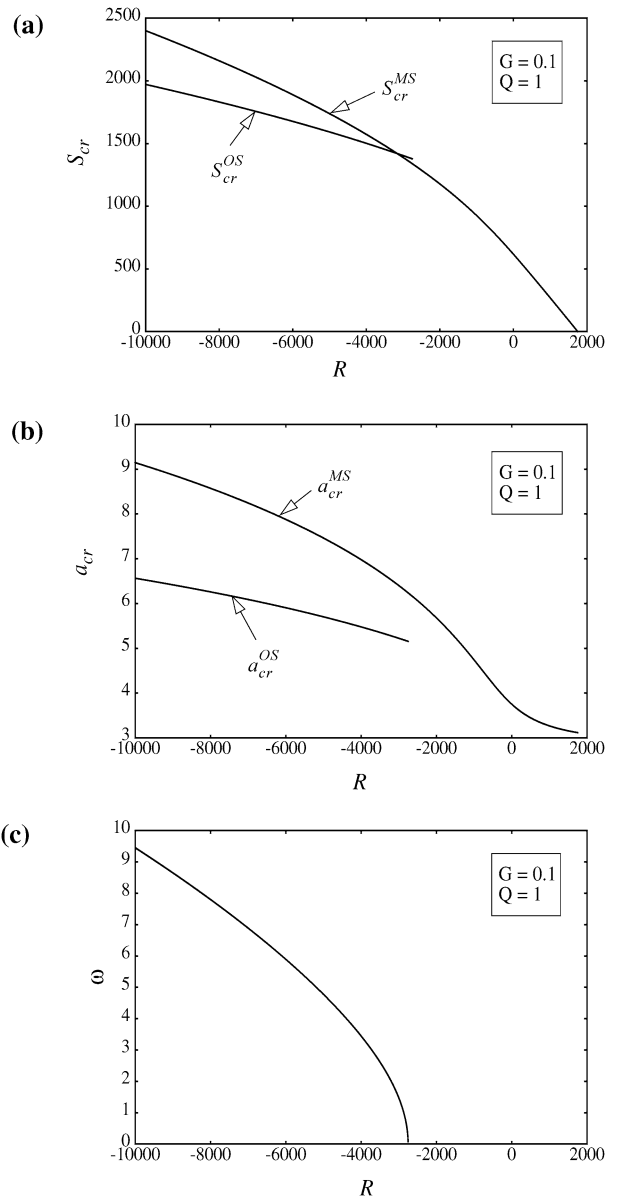 (a)
2500
2000
1500
1000
500
0
S_cr
G = 0.1
Q = 1
S_cr^MS
S_cr^OS
-10000 -8000 -6000 -4000 -2000 0 2000
R
(b)
10
9
8
7
6
5
4
3
a_cr
G = 0.1
Q = 1
a_cr^MS
a_cr^OS
-10000 -8000 -6000 -4000 -2000 0 2000
R
(c)
10
9
8
7
6
5
4
3
2
1
0
ω
G = 0.1
Q = 1
-10000 -8000 -6000 -4000 -2000 0 2000
R